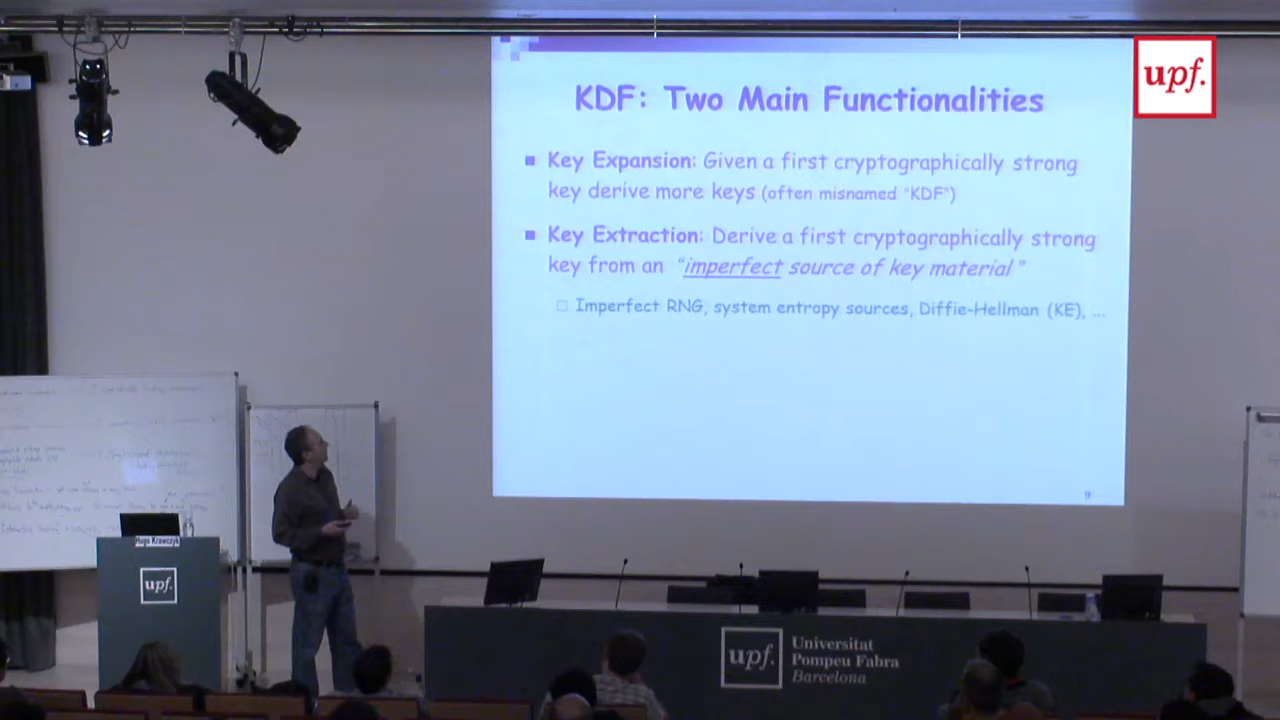 KDF: Two Main Functionalities
Key Expansion: Given a first cryptographically strong
key derive more keys (often misnamed "KDF")
Key Extraction: Derive a first cryptographically strong
key from an "imperfect source of key material"
Imperfect RNG, system entropy sources, Diffie-Hellman (KE), ...
9
upf.
Hugo Krawczyk
upf.
upf.
Universitat
Pompeu Fabra
Barcelona